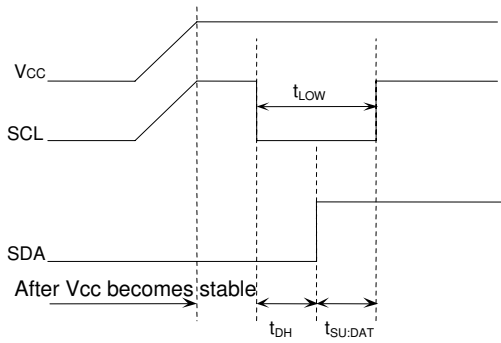 Vcc
tLOW
SCL
SDA
After Vcc becomes stable
tDH
tSU:DAT